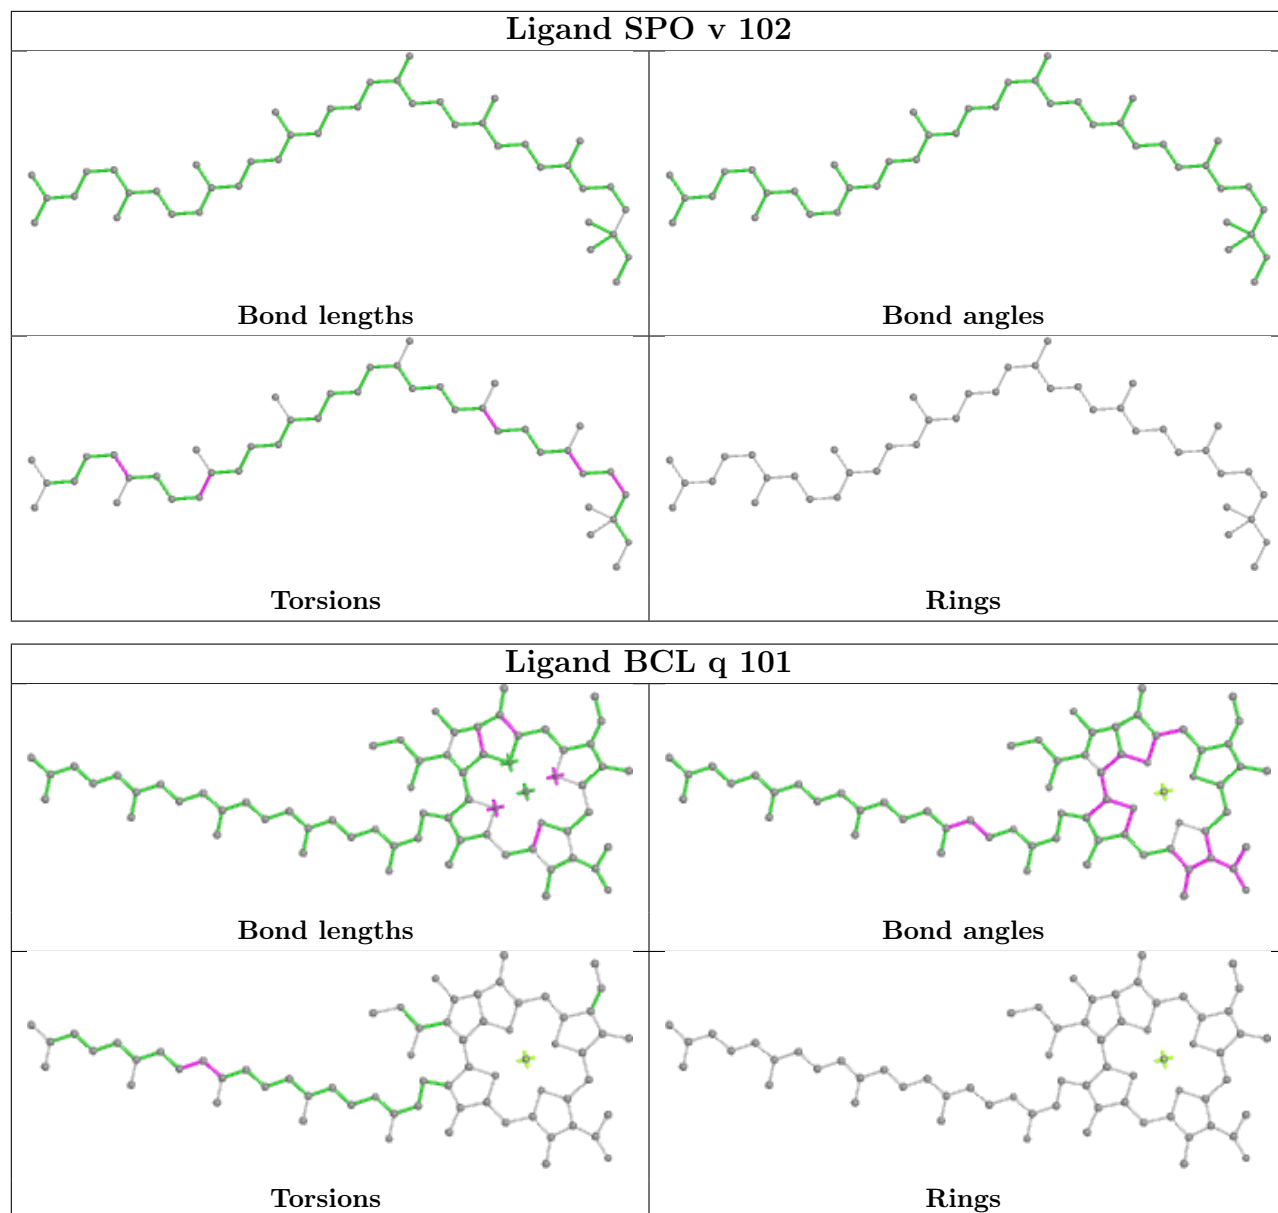 Ligand SPO v 102
Bond lengths
Bond angles
Torsions
Rings
Ligand BCL q 101
Bond lengths
Bond angles
Torsions
Rings